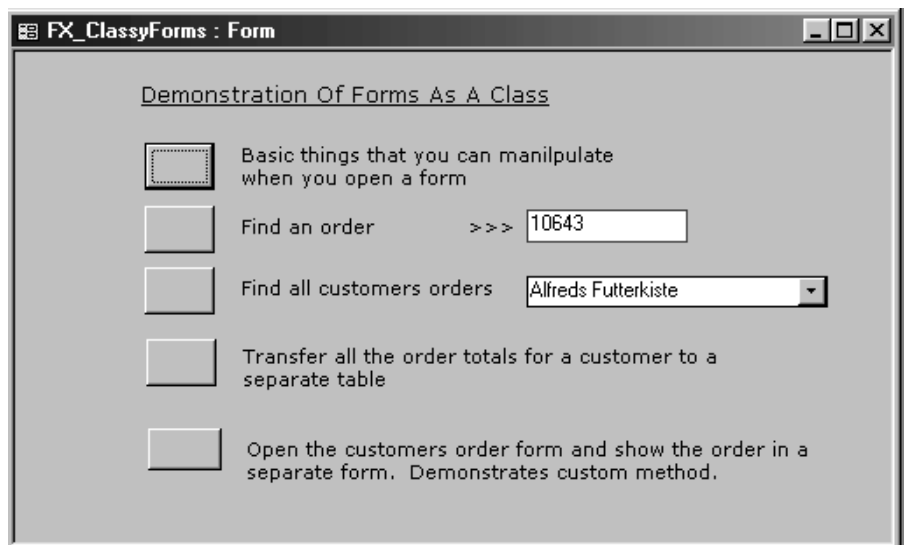 FX_ClassyForms : Form
Demonstration Of Forms As A Class
Basic things that you can manilpulate
when you open a form
Find an order >>> 10643
Find all customers orders Alfreds Futterkiste
Transfer all the order totals for a customer to a
separate table
Open the customers order form and show the order in a
separate form. Demonstrates custom method.